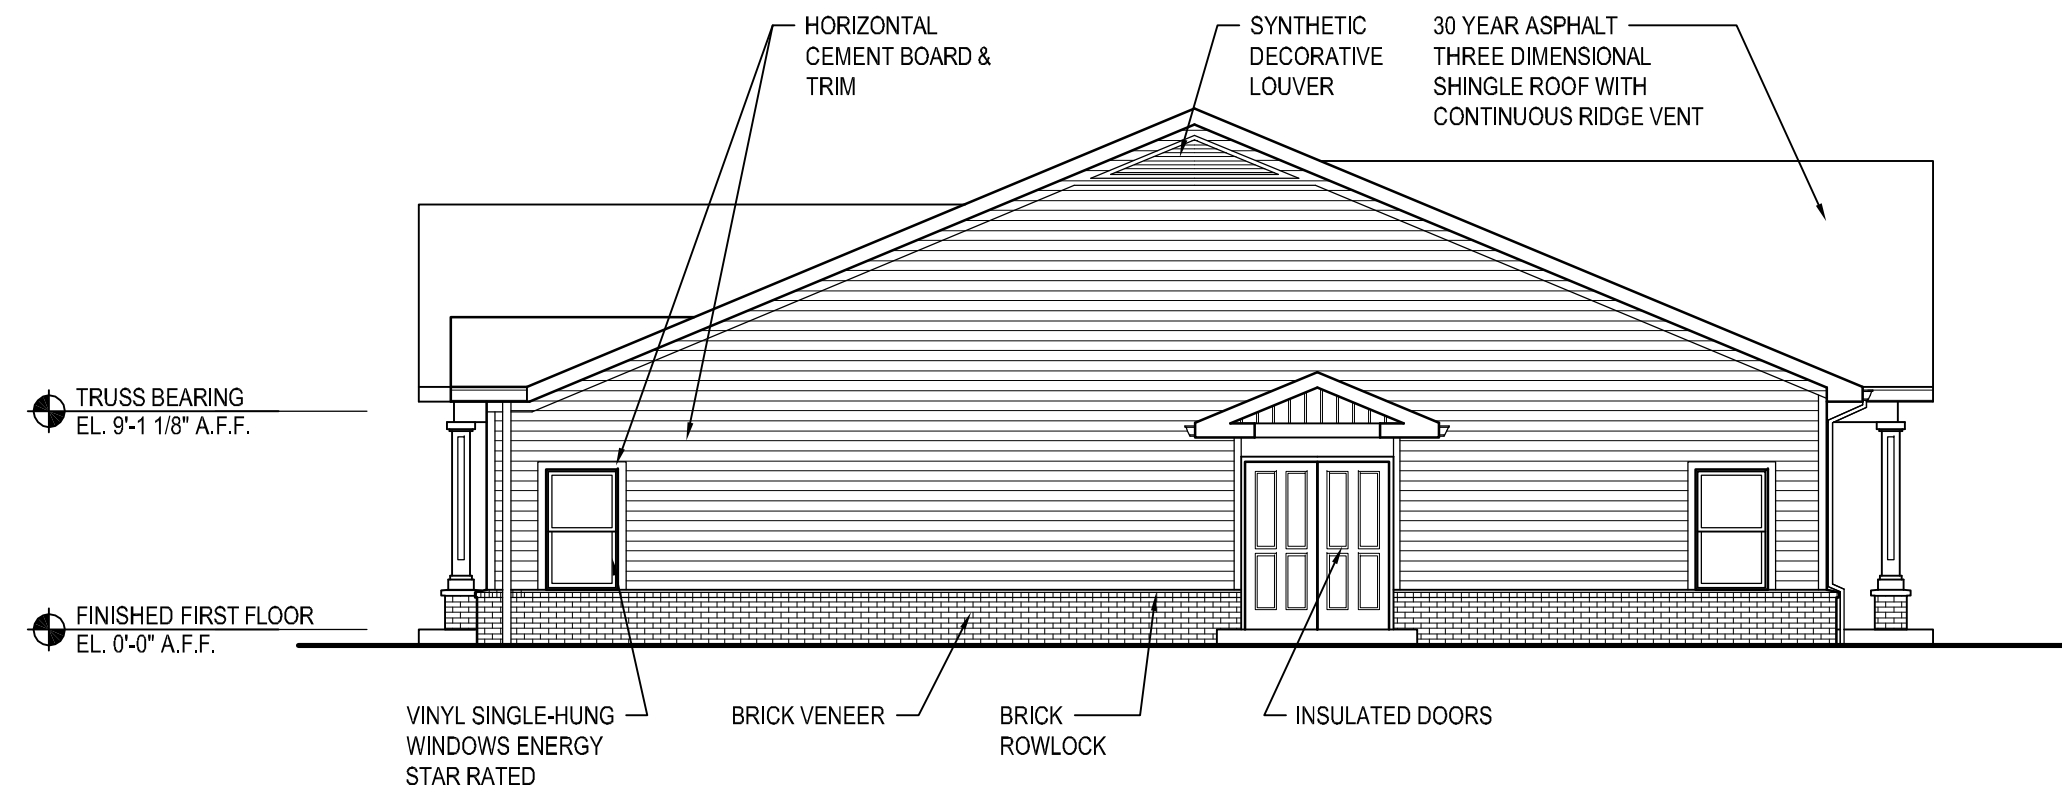 HORIZONTAL
CEMENT BOARD &
TRIM
SYNTHETIC
DECORATIVE
LOUVER
30 YEAR ASPHALT
THREE DIMENSIONAL
SHINGLE ROOF WITH
CONTINUOUS RIDGE VENT
TRUSS BEARING
EL. 9'-1 1/8" A.F.F.
FINISHED FIRST FLOOR
EL. 0'-0" A.F.F.
VINYL SINGLE-HUNG
WINDOWS ENERGY
STAR RATED
BRICK VENEER
BRICK
ROWLOCK
INSULATED DOORS